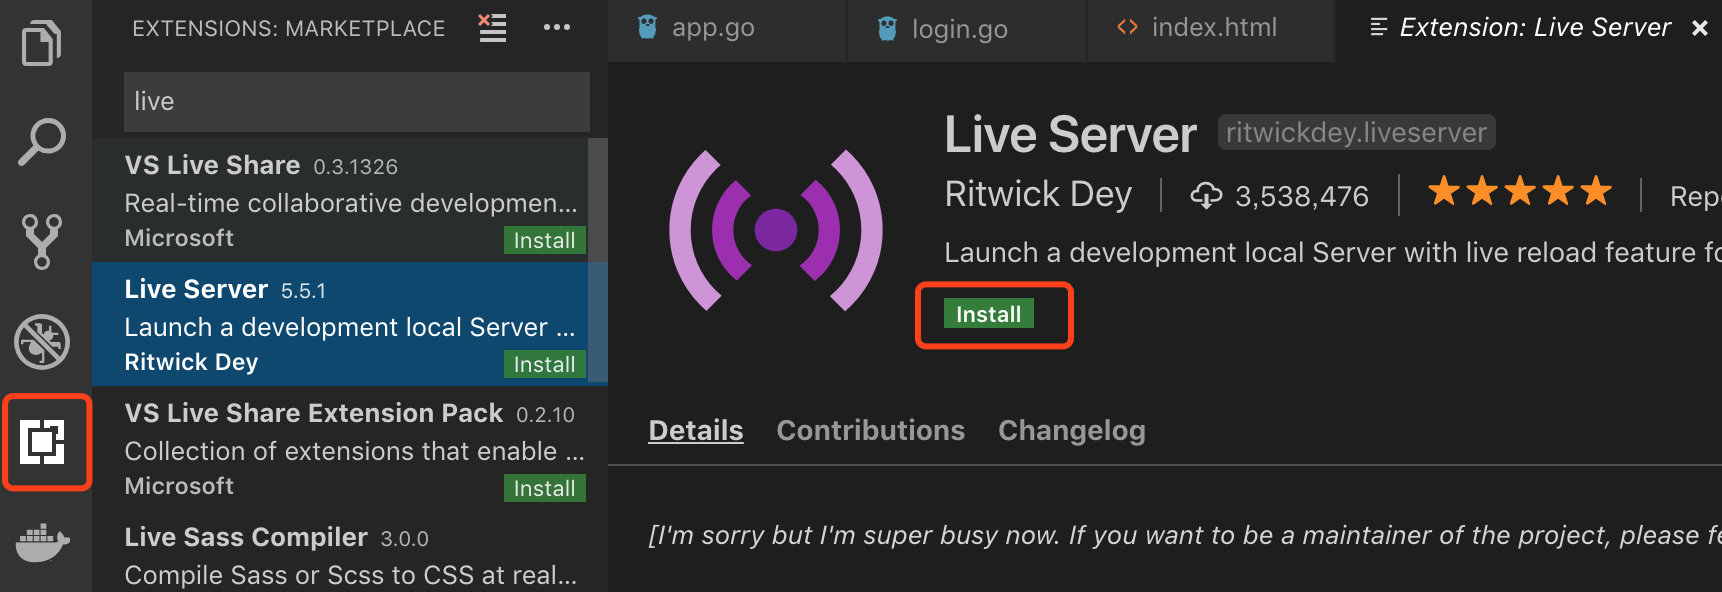 EXTENSIONS: MARKETPLACE
live
VS Live Share 0.3.1326
Real-time collaborative developmen...
Microsoft
Install
Live Server 5.5.1
Launch a development local Server ...
Ritwick Dey
Install
VS Live Share Extension Pack 0.2.10
Collection of extensions that enable ...
Microsoft
Install
Live Sass Compiler 3.0.0
Compile Sass or Scss to CSS at real...
app.go
login.go
index.html
Extension: Live Server
Live Server ritwickdey.liveserver
Ritwick Dey 3,538,476 Rep
Launch a development local Server with live reload feature fo
Install
Details Contributions Changelog
[I'm sorry but I'm super busy now. If you want to be a maintainer of the project, please fe